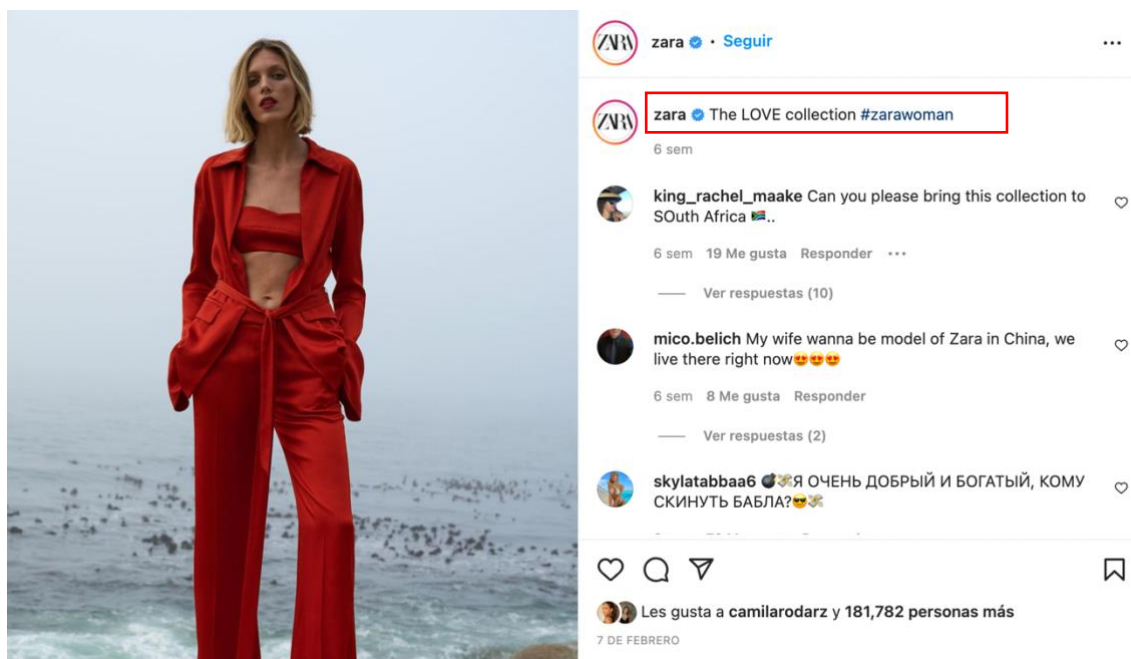 ZARA
zara · Seguir
ZARA
zara The LOVE collection #zarawoman
6 sem
king_rachel_maake Can you please bring this collection to
SOuth Africa 🇿🇦..
6 sem 19 Me gusta Responder
Ver respuestas (10)
mico.belich My wife wanna be model of Zara in China, we
live there right now😍😍😍
6 sem 8 Me gusta Responder
Ver respuestas (2)
skylatabbaa6 💣💸Я ОЧЕНЬ ДОБРЫЙ И БОГАТЫЙ, КОМУ
СКИНУТЬ БАБЛА?😎💸
Les gusta a camilarodarz y 181,782 personas más
7 DE FEBRERO